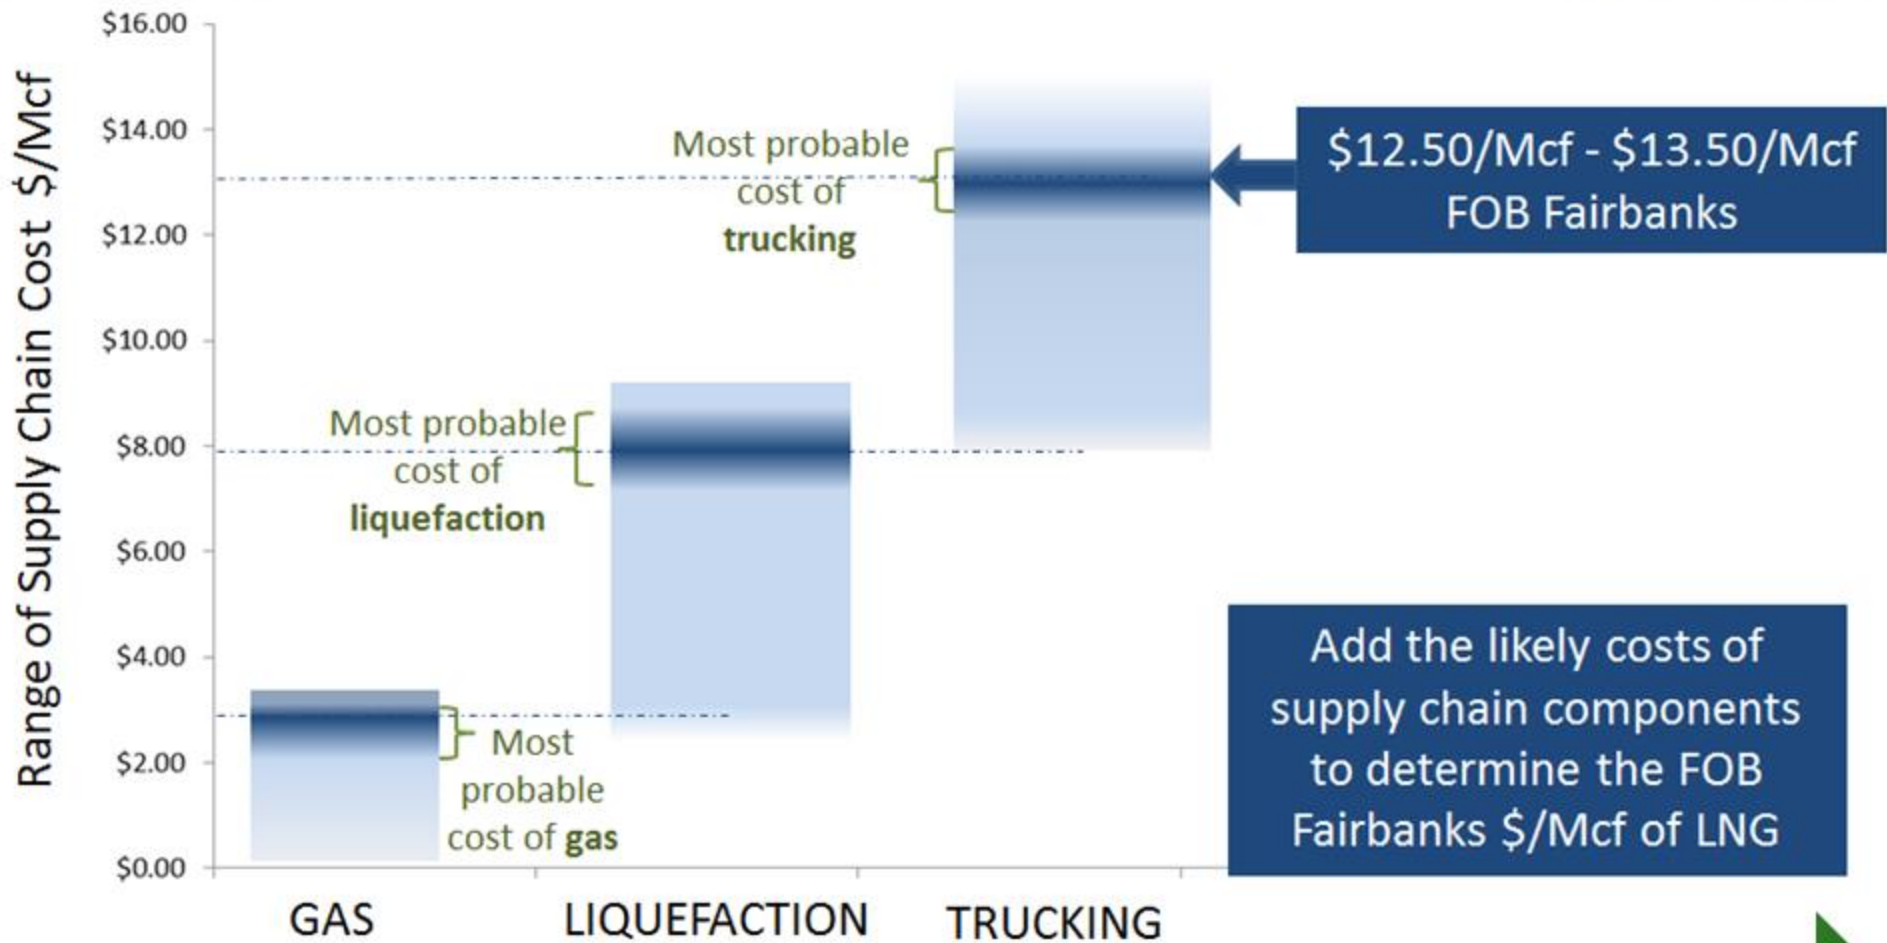 Range of Supply Chain Cost $/Mcf
$16.00
$14.00
$12.00
$10.00
$8.00
$6.00
$4.00
$2.00
$0.00
Most probable
cost of
trucking
$12.50/Mcf - $13.50/Mcf
FOB Fairbanks
Most probable
cost of
liquefaction
Most
probable
cost of gas
Add the likely costs of
supply chain components
to determine the FOB
Fairbanks $/Mcf of LNG
GAS
LIQUEFACTION
TRUCKING